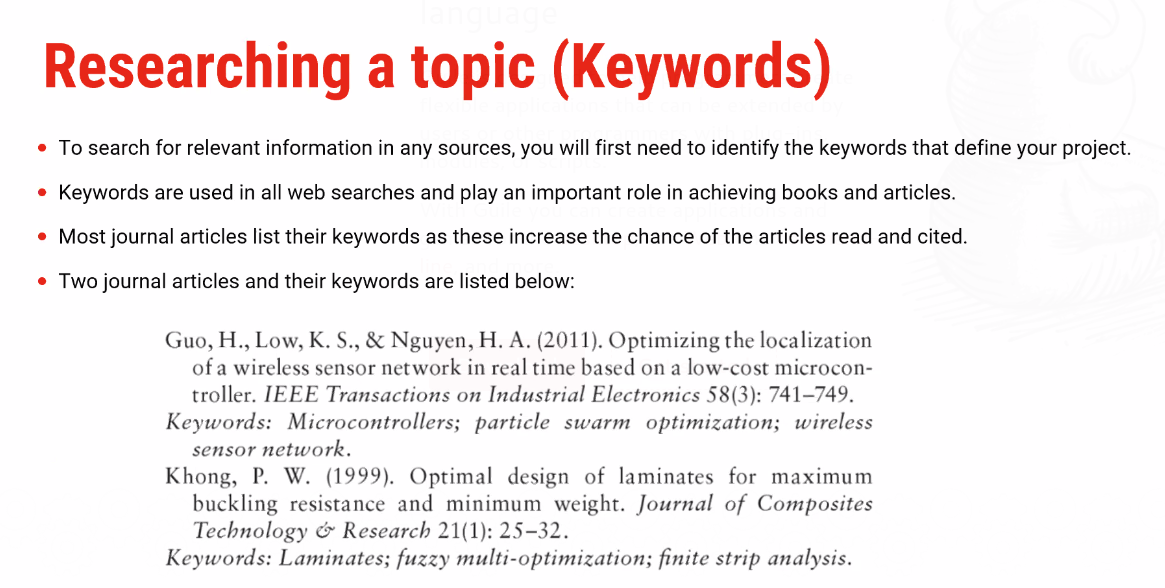 language
Researching a topic (Keywords)
• To search for relevant information in any sources, you will first need to identify the keywords that define your project.
• Keywords are used in all web searches and play an important role in achieving books and articles.
• Most journal articles list their keywords as these increase the chance of the articles read and cited.
• Two journal articles and their keywords are listed below:
Guo, H., Low, K. S., & Nguyen, H. A. (2011). Optimizing the localization
of a wireless sensor network in real time based on a low-cost microcon-
troller. IEEE Transactions on Industrial Electronics 58(3): 741–749.
Keywords: Microcontrollers; particle swarm optimization; wireless
sensor network.
Khong, P. W. (1999). Optimal design of laminates for maximum
buckling resistance and minimum weight. Journal of Composites
Technology & Research 21(1): 25–32.
Keywords: Laminates; fuzzy multi-optimization; finite strip analysis.